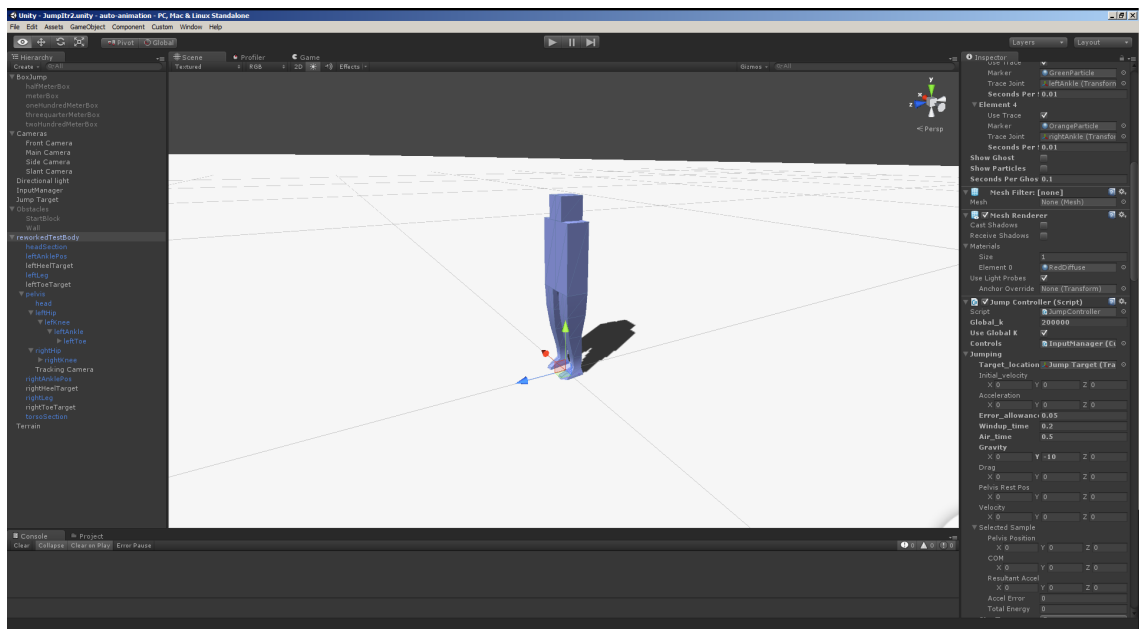 Unity - JumpItr2.unity - auto-animation - PC, Mac & Linux Standalone
File Edit Assets GameObject Component Custom Window Help
Pivot Global Layers Layout
Hierarchy
Create All
BoxJump
halfMeterBox
meterBox
oneHundredMeterBox
threequarterMeterBox
twoHundredMeterBox
Cameras
Front Camera
Main Camera
Side Camera
Slant Camera
Directional light
InputManager
Jump Target
Obstacles
StartBlock
Wall
reworkedTestBody
headSection
leftAnklePos
leftHeelTarget
leftLeg
leftToeTarget
pelvis
head
leftHip
leftKnee
leftAnkle
leftToe
rightHip
rightKnee
Tracking Camera
rightAnklePos
rightHeelTarget
rightLeg
rightToeTarget
torsoSection
Terrain
Scene Profiler Game
Textured RGB 2D Effects Gizmos All
y
x
z
Persp
Console Project
Clear Collapse Clear on Play Error Pause 0 0 0
Inspector
Use Trace
Marker GreenParticle
Trace Joint leftAnkle (Transform
Seconds Per 0.01
Element 4
Use Trace
Marker OrangeParticle
Trace Joint rightAnkle (Transfor
Seconds Per 0.01
Show Ghost
Show Particles
Seconds Per Ghos 0.1
Mesh Filter: [none]
Mesh None (Mesh)
Mesh Renderer
Cast Shadows
Receive Shadows
Materials
Size 1
Element 0 RedDiffuse
Use Light Probes
Anchor Override None (Transform)
Jump Controller (Script)
Script JumpController
Global_k 200000
Use Global K
Controls InputManager (C
Jumping
Target_location Jump Target (Tra
Initial_velocity
X 0 Y 0 Z 0
Acceleration
X 0 Y 0 Z 0
Error_allowanc 0.05
Windup_time 0.2
Air_time 0.5
Gravity
X 0 Y -10 Z 0
Drag
X 0 Y 0 Z 0
Pelvis Rest Pos
X 0 Y 0 Z 0
Velocity
X 0 Y 0 Z 0
Selected Sample
Pelvis Position
X 0 Y 0 Z 0
COM
X 0 Y 0 Z 0
Resultant Accel
X 0 Y 0 Z 0
Accel Error 0
Total Energy 0